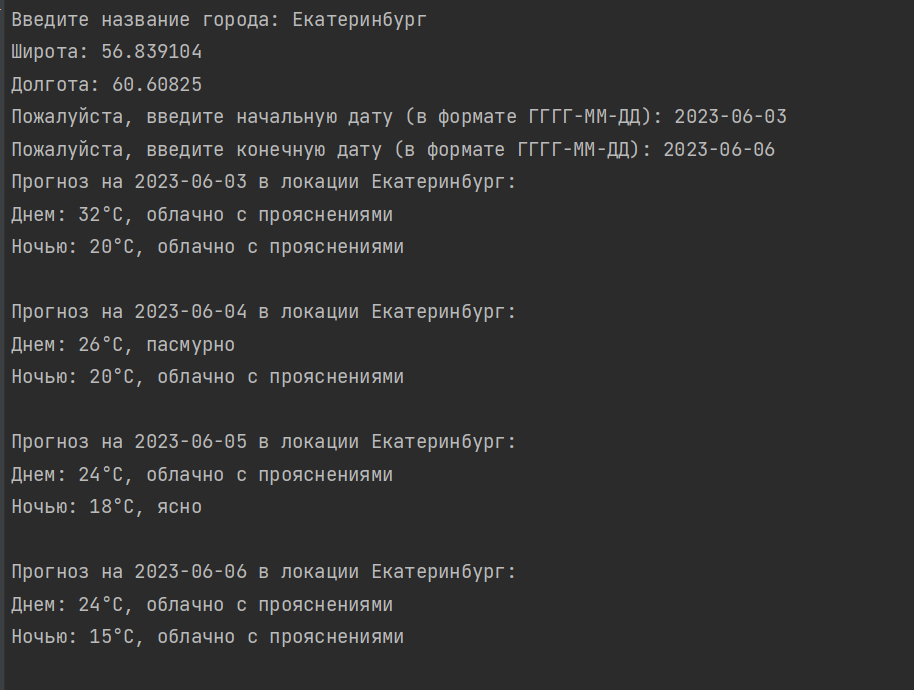 Введите название города: Екатеринбург
Широта: 56.839104
Долгота: 60.60825
Пожалуйста, введите начальную дату (в формате ГГГГ-ММ-ДД): 2023-06-03
Пожалуйста, введите конечную дату (в формате ГГГГ-ММ-ДД): 2023-06-06
Прогноз на 2023-06-03 в локации Екатеринбург:
Днем: 32°C, облачно с прояснениями
Ночью: 20°C, облачно с прояснениями
Прогноз на 2023-06-04 в локации Екатеринбург:
Днем: 26°C, пасмурно
Ночью: 20°C, облачно с прояснениями
Прогноз на 2023-06-05 в локации Екатеринбург:
Днем: 24°C, облачно с прояснениями
Ночью: 18°C, ясно
Прогноз на 2023-06-06 в локации Екатеринбург:
Днем: 24°C, облачно с прояснениями
Ночью: 15°C, облачно с прояснениями